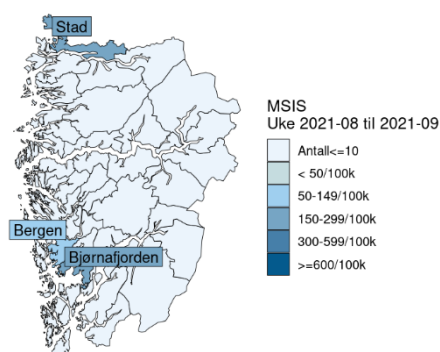 Stad
Bergen
Bjørnafjorden
MSIS
Uke 2021-08 til 2021-09
Antall<=10
< 50/100k
50-149/100k
150-299/100k
300-599/100k
>=600/100k